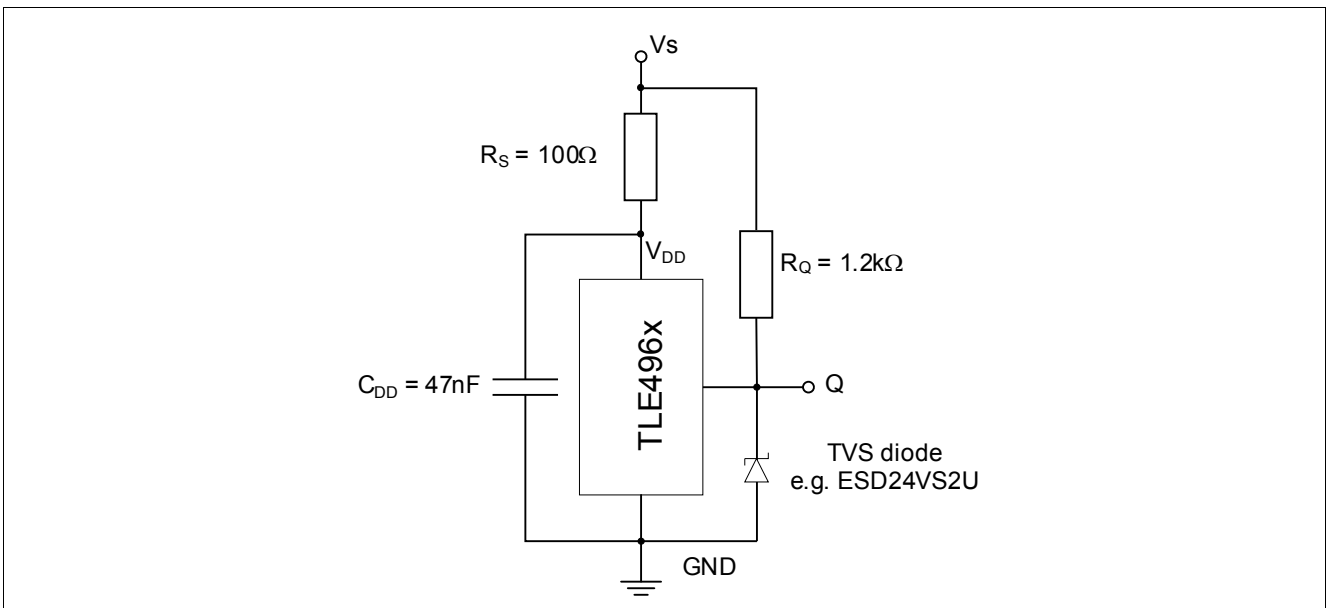 Vs
R_S = 100Ω
V_DD
R_Q = 1.2kΩ
TLE496x
C_DD = 47nF
Q
TVS diode
e.g. ESD24VS2U
GND